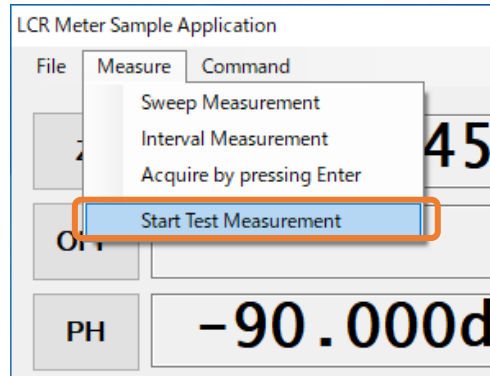 LCR Meter Sample Application
File Measure Command
Sweep Measurement
Interval Measurement
45
Acquire by pressing Enter
Start Test Measurement
PH -90.000d